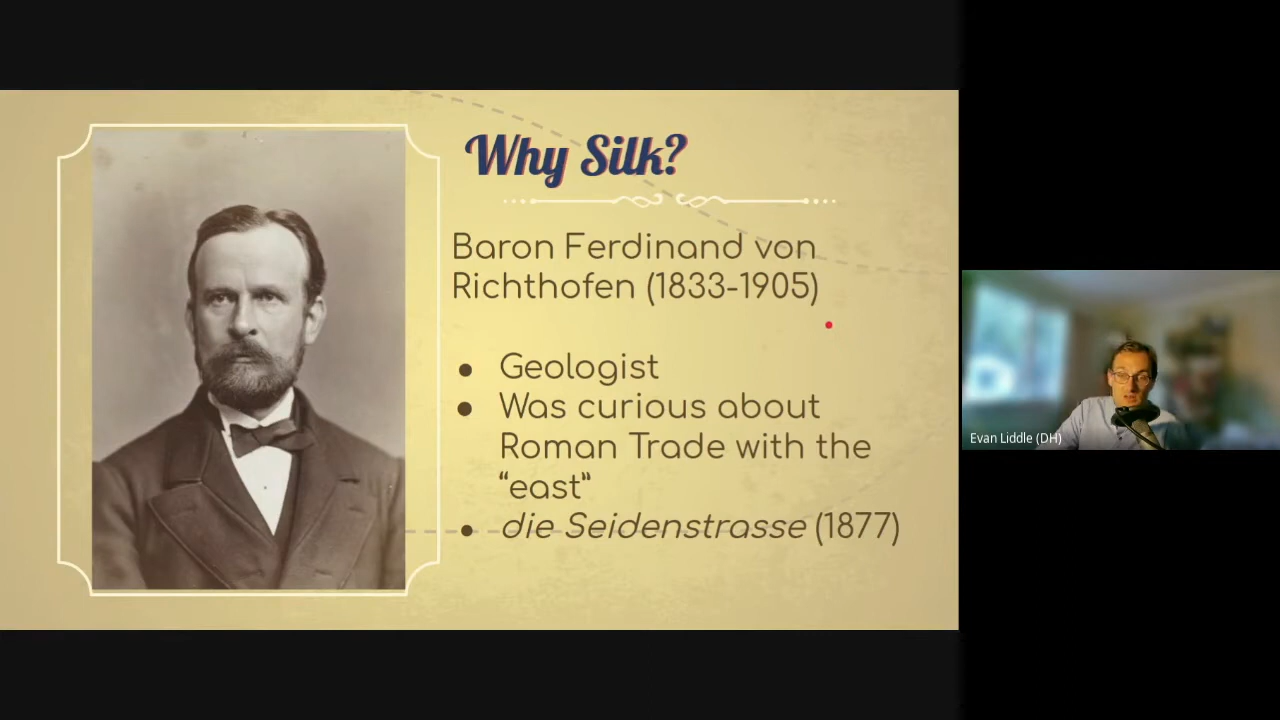 Why Silk?
Baron Ferdinand von
Richthofen (1833-1905)
● Geologist
● Was curious about
Roman Trade with the
“east”
● die Seidenstrasse (1877)
Evan Liddle (DH)